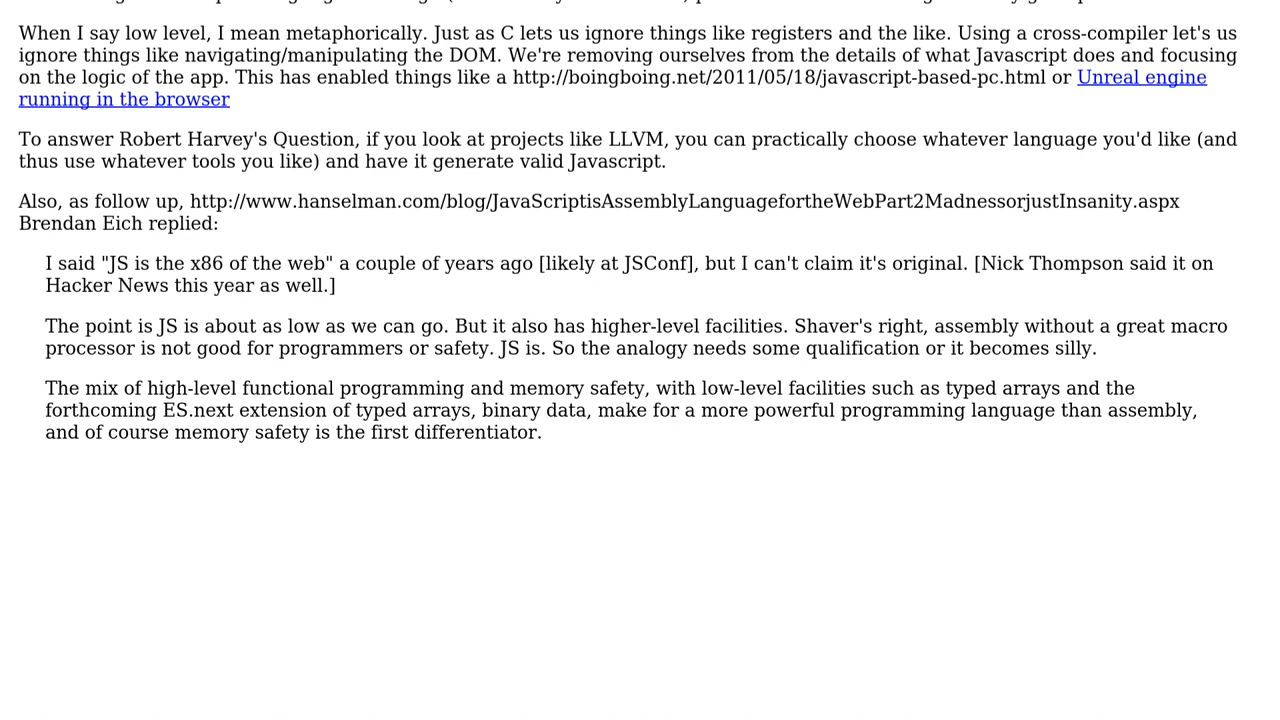 When I say low level, I mean metaphorically. Just as C lets us ignore things like registers and the like. Using a cross-compiler let's us
ignore things like navigating/manipulating the DOM. We're removing ourselves from the details of what Javascript does and focusing
on the logic of the app. This has enabled things like a http://boingboing.net/2011/05/18/javascript-based-pc.html or Unreal engine
running in the browser
To answer Robert Harvey's Question, if you look at projects like LLVM, you can practically choose whatever language you'd like (and
thus use whatever tools you like) and have it generate valid Javascript.
Also, as follow up, http://www.hanselman.com/blog/JavaScriptisAssemblyLanguagefortheWebPart2MadnessorjustInsanity.aspx
Brendan Eich replied:
I said "JS is the x86 of the web" a couple of years ago [likely at JSConf], but I can't claim it's original. [Nick Thompson said it on
Hacker News this year as well.]
The point is JS is about as low as we can go. But it also has higher-level facilities. Shaver's right, assembly without a great macro
processor is not good for programmers or safety. JS is. So the analogy needs some qualification or it becomes silly.
The mix of high-level functional programming and memory safety, with low-level facilities such as typed arrays and the
forthcoming ES.next extension of typed arrays, binary data, make for a more powerful programming language than assembly,
and of course memory safety is the first differentiator.